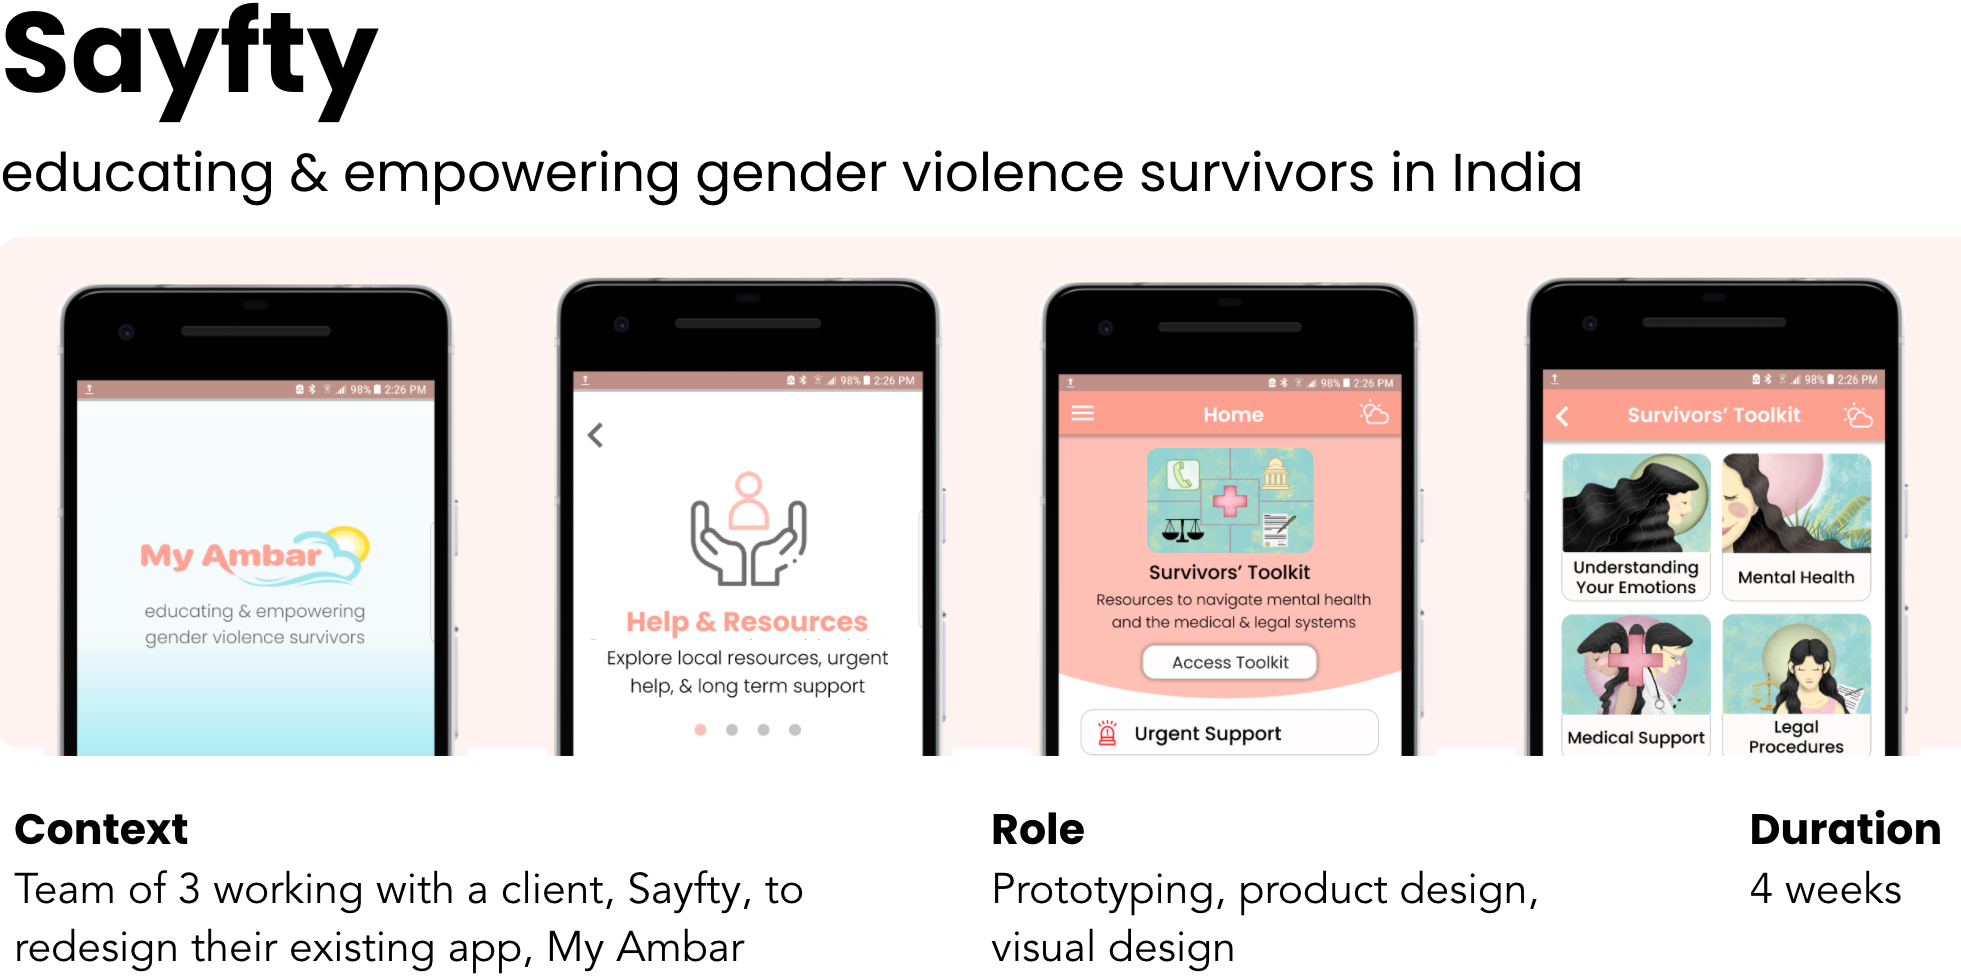 Sayfty
educating & empowering gender violence survivors in India
98% 2:26 PM
My Ambar
educating & empowering
gender violence survivors
98% 2:26 PM
Help & Resources
Explore local resources, urgent
help, & long term support
98% 2:26 PM
Home
Survivors' Toolkit
Resources to navigate mental health
and the medical & legal systems
Access Toolkit
Urgent Support
98% 2:26 PM
Survivors' Toolkit
Understanding
Your Emotions
Mental Health
Medical Support
Legal
Procedures
Context
Team of 3 working with a client, Sayfty, to
redesign their existing app, My Ambar
Role
Prototyping, product design,
visual design
Duration
4 weeks